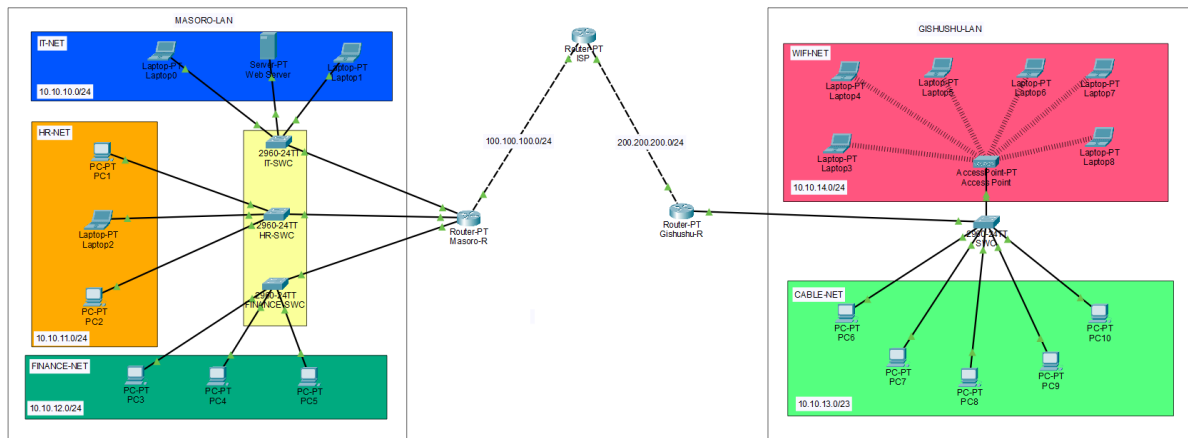 MASORO-LAN
IT-NET
Laptop-PT
Laptop0
Server-PT
Web Server
Laptop-PT
Laptop1
10.10.10.0/24
2960-24TT
IT-SWC
HR-NET
PC-PT
PC1
Laptop-PT
Laptop2
PC-PT
PC2
10.10.11.0/24
2960-24TT
HR-SWC
2960-24TT
FINANCE-SWC
FINANCE-NET
PC-PT
PC3
PC-PT
PC4
PC-PT
PC5
10.10.12.0/24
Router-PT
Masoro-R
100.100.100.0/24
Router-PT
ISP
200.200.200.0/24
Router-PT
Gishushu-R
GISHUSHU-LAN
WIFI-NET
Laptop-PT
Laptop4
Laptop-PT
Laptop5
Laptop-PT
Laptop6
Laptop-PT
Laptop7
Laptop-PT
Laptop3
Laptop-PT
Laptop8
AccessPoint-PT
Access Point
10.10.14.0/24
2960-24TT
SWC
CABLE-NET
PC-PT
PC6
PC-PT
PC7
PC-PT
PC8
PC-PT
PC9
PC-PT
PC10
10.10.13.0/23